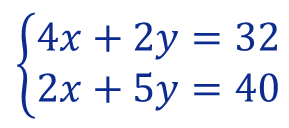 4x + 2y = 32
2x + 5y = 40